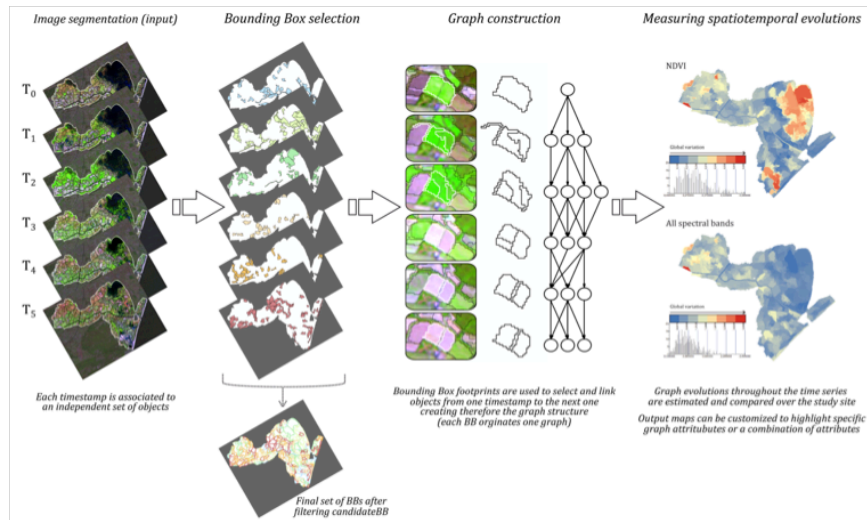 Image segmentation (input)
Bounding Box selection
Graph construction
Measuring spatiotemporal evolutions
T0
T1
T2
T3
T4
T5
NDVI
Global variation
All spectral bands
Global variation
Each timestamp is associated to
an independent set of objects
Final set of BBs after
filtering candidateBB
Bounding Box footprints are used to select and link
objects from one timestamp to the next one
creating therefore the graph structure
(each BB orginates one graph)
Graph evolutions throughout the time series
are estimated and compared over the study site
Output maps can be customized to highlight specific
graph attritubutes or a combination of attributes